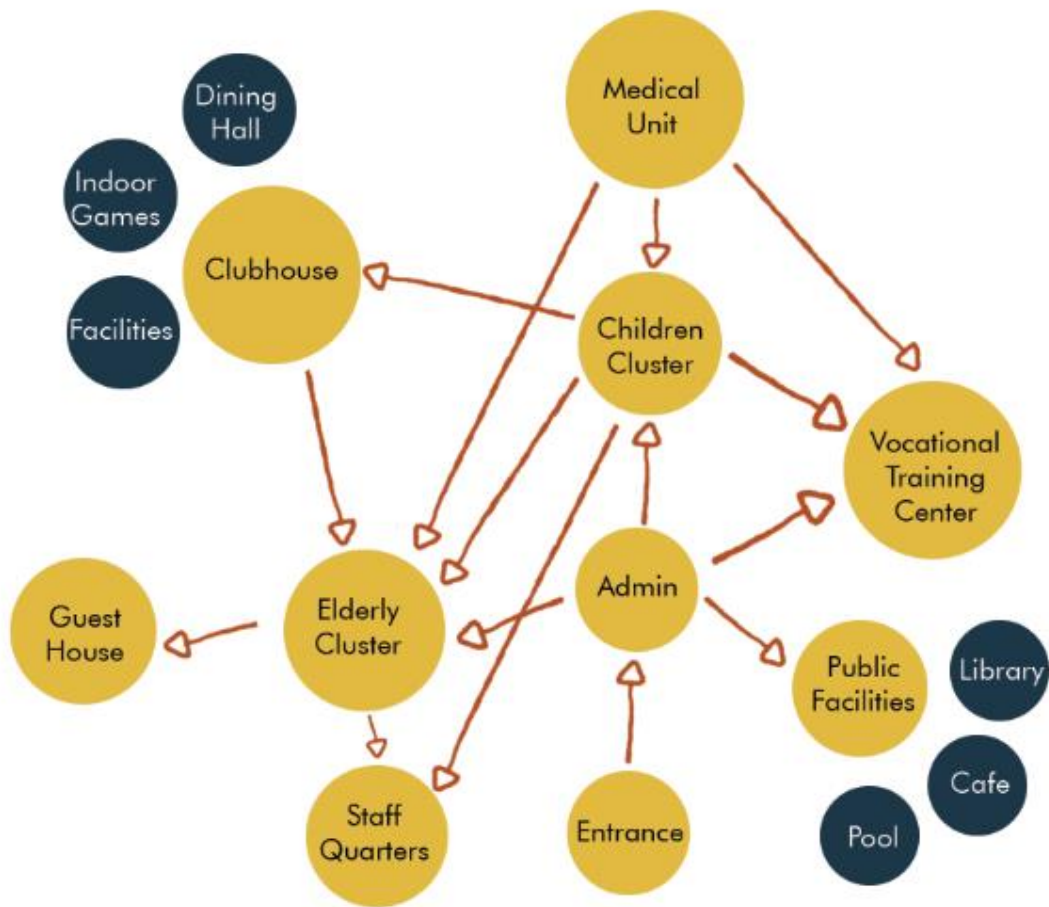 Dining
Hall
Medical
Unit
Indoor
Games
Clubhouse
Facilities
Children
Cluster
Vocational
Training
Center
Guest
House
Elderly
Cluster
Admin
Public
Facilities
Library
Cafe
Staff
Quarters
Entrance
Pool